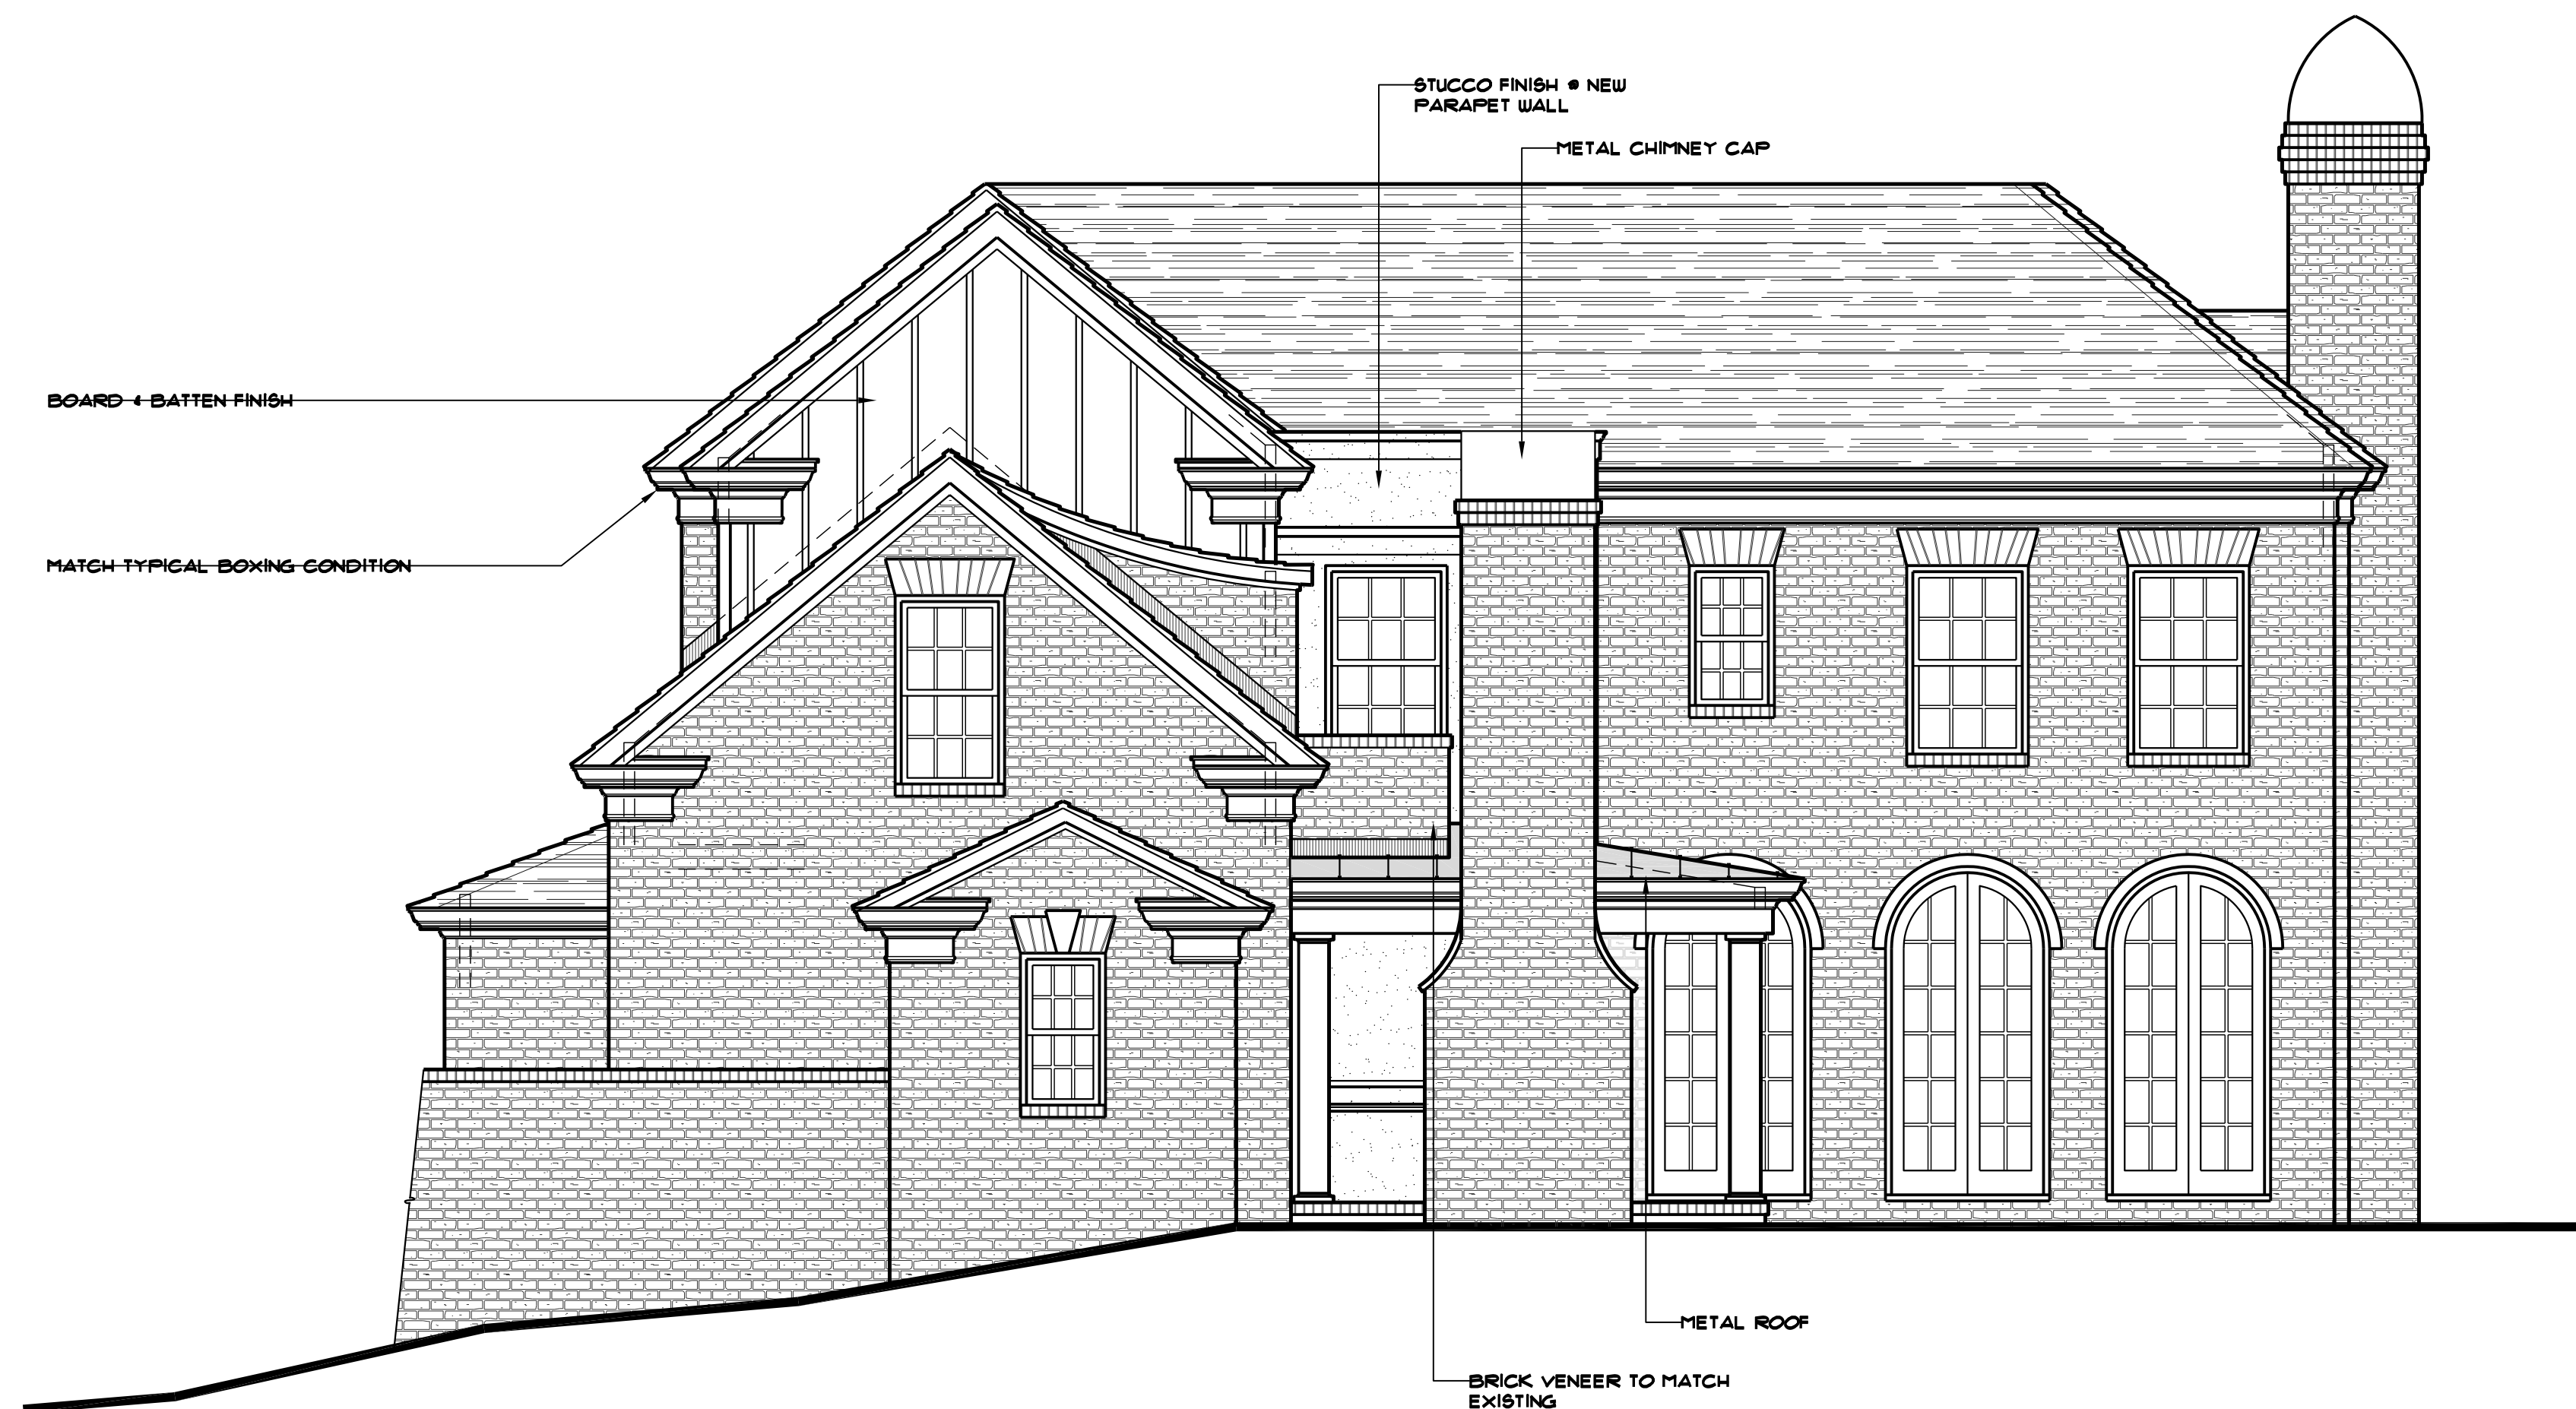 STUCCO FINISH @ NEW
PARAPET WALL
METAL CHIMNEY CAP
BOARD & BATTEN FINISH
MATCH TYPICAL BOXING CONDITION
METAL ROOF
BRICK VENEER TO MATCH
EXISTING